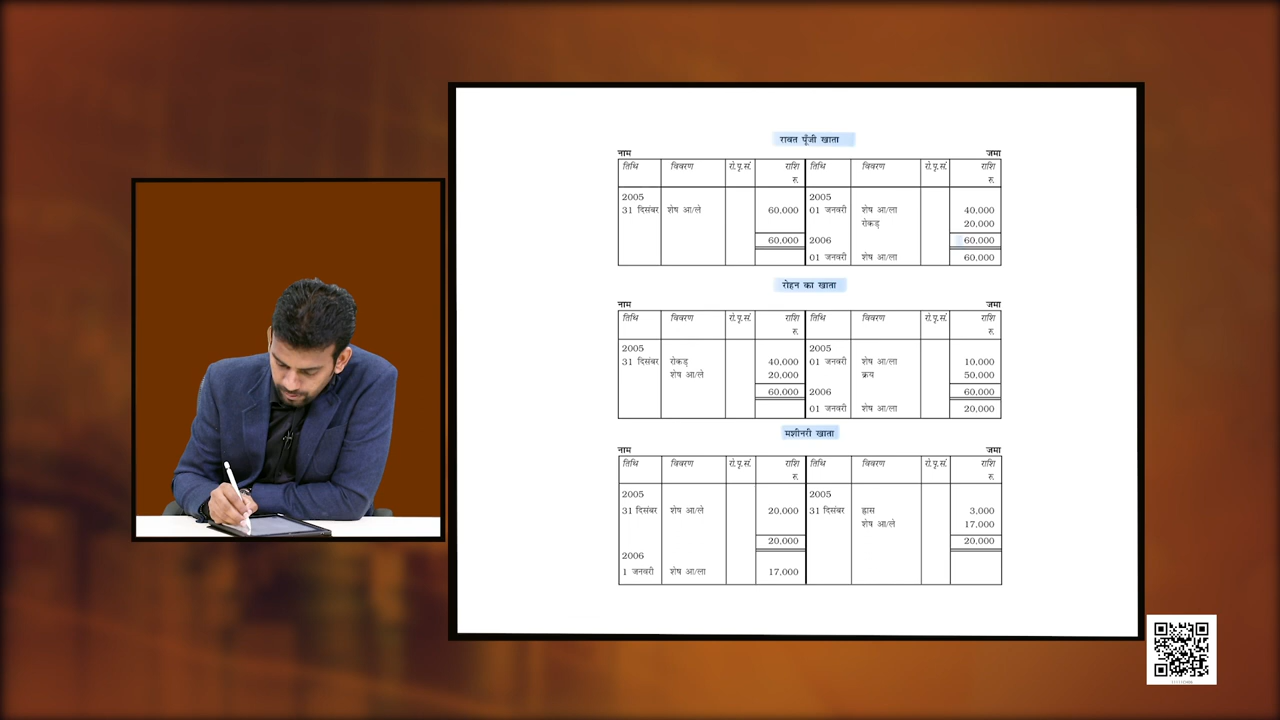 रावत पूँजी खाता
नाम जमा
तिथि विवरण रो.पृ.सं. राशि तिथि विवरण रो.पृ.सं. राशि
रु. रु.
2005 2005
31 दिसंबर शेष आ/ले 60,000 01 जनवरी शेष आ/ला 40,000
रोकड़ 20,000
60,000 2006 60,000
01 जनवरी शेष आ/ला 60,000
रोहन का खाता
नाम जमा
तिथि विवरण रो.पृ.सं. राशि तिथि विवरण रो.पृ.सं. राशि
रु. रु.
2005 2005
31 दिसंबर रोकड़ 40,000 01 जनवरी शेष आ/ला 10,000
शेष आ/ले 20,000 क्रय 50,000
60,000 2006 60,000
01 जनवरी शेष आ/ला 20,000
मशीनरी खाता
नाम जमा
तिथि विवरण रो.पृ.सं. राशि तिथि विवरण रो.पृ.सं. राशि
रु. रु.
2005 2005
31 दिसंबर शेष आ/ले 20,000 31 दिसंबर ह्रास 3,000
शेष आ/ले 17,000
20,000 20,000
2006
1 जनवरी शेष आ/ला 17,000